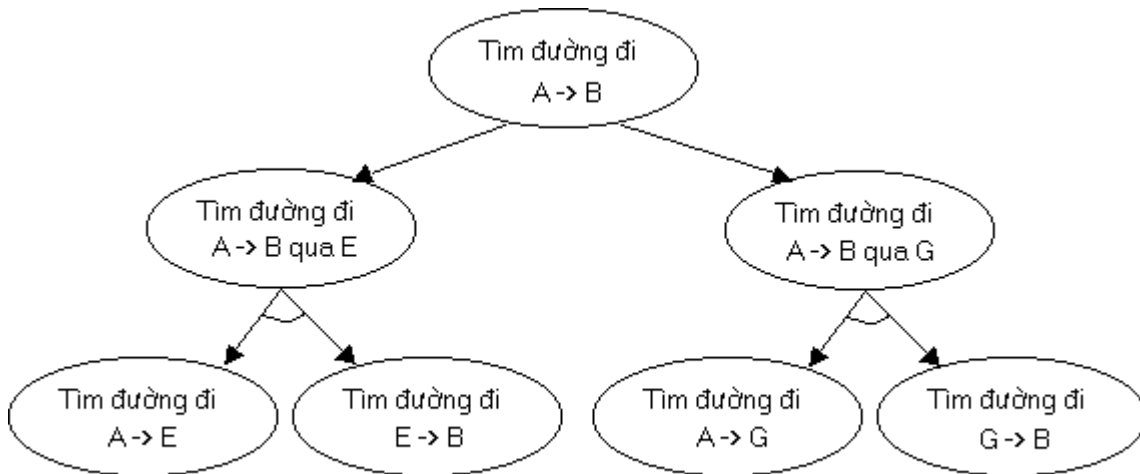 Tìm đường đi
A -> B
Tìm đường đi
A -> B qua E
Tìm đường đi
A -> B qua G
Tìm đường đi
A -> E
Tìm đường đi
E -> B
Tìm đường đi
A -> G
Tìm đường đi
G -> B